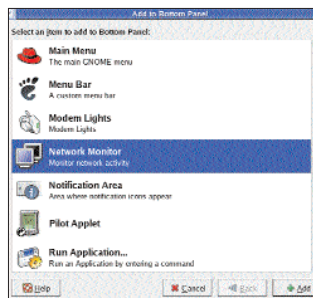 Add to Bottom Panel
Select an item to add to Bottom Panel:
Main Menu
The main GNOME menu
Menu Bar
A custom menu bar
Modem Lights
Modem Lights
Network Monitor
Monitor network activity
Notification Area
Area where notification icons appear
Pilot Applet
Run Application...
Run an Application by entering a command
Help
Cancel
Back
Add